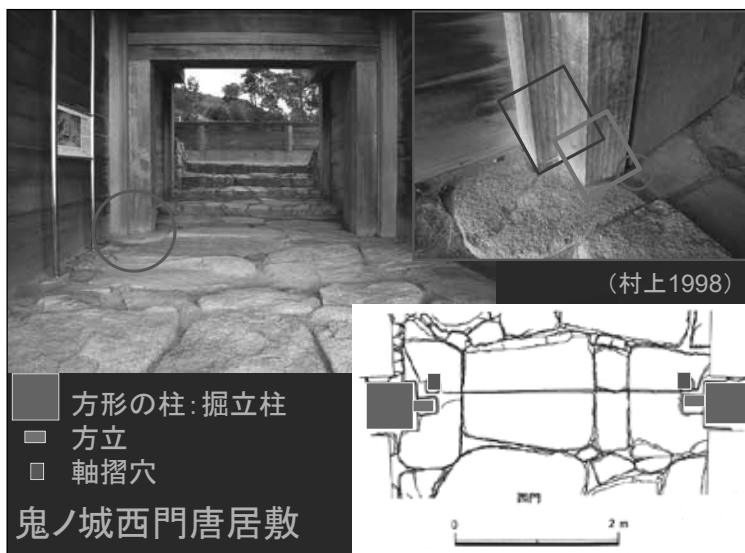 （村上1998）
方形の柱：掘立柱
方立
軸摺穴
鬼ノ城西門唐居敷
西門
0 2 m